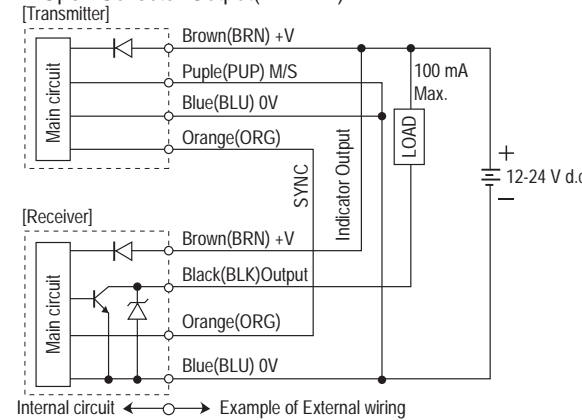 [Transmitter]
Brown(BRN) +V
Puple(PUP) M/S
Blue(BLU) 0V
Orange(ORG)
Main circuit
100 mA
Max.
LOAD
SYNC
Indicator Output
+
12-24 V d.c
−
[Receiver]
Brown(BRN) +V
Black(BLK)Output
Orange(ORG)
Blue(BLU) 0V
Main circuit
Internal circuit
Example of External wiring